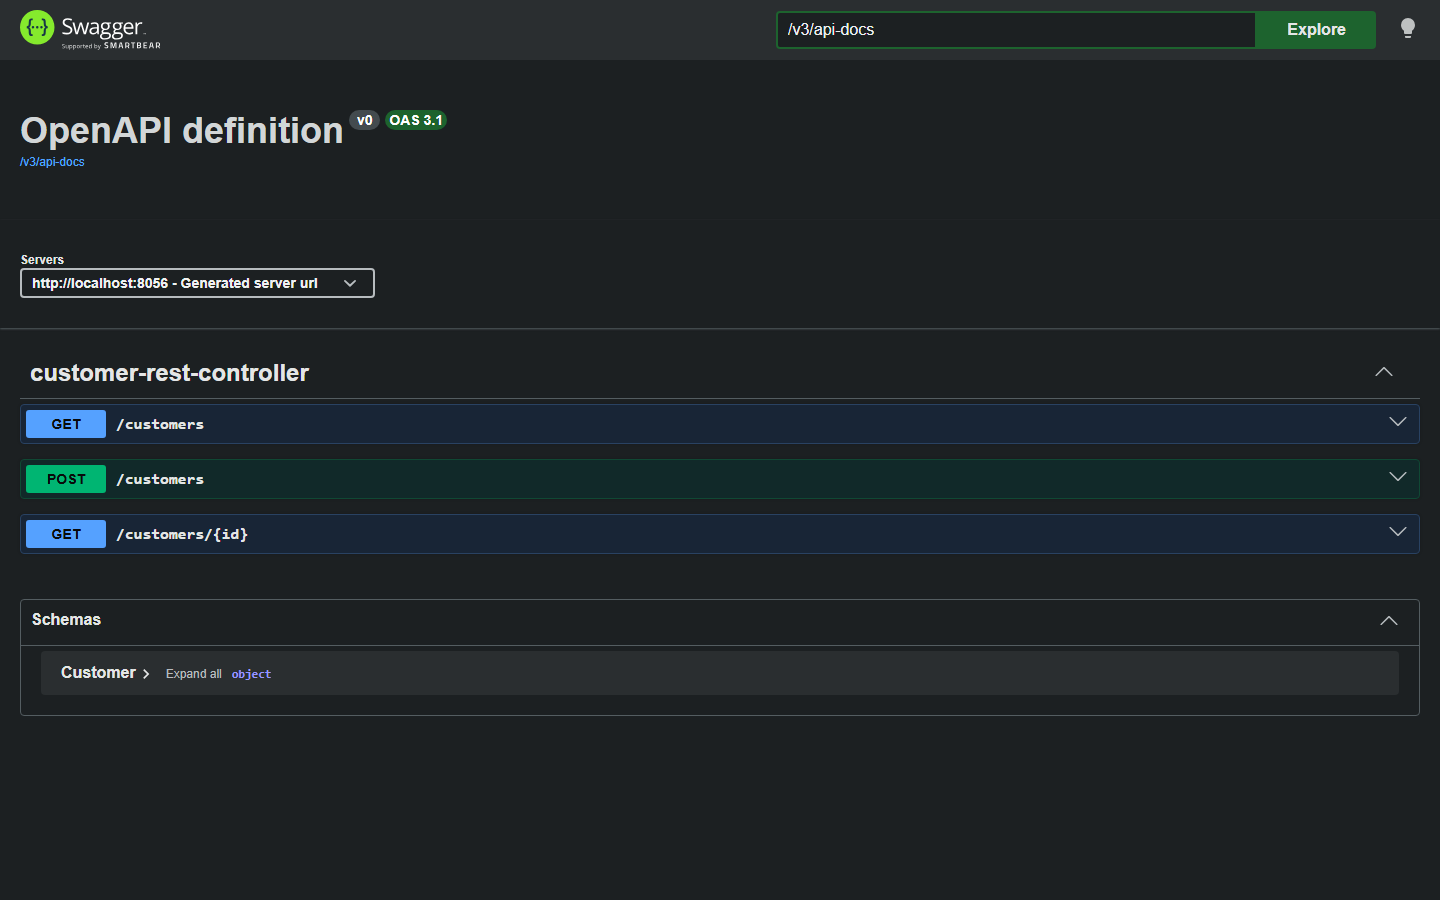 {···} Swagger
Supported by SMARTBEAR
/v3/api-docs
Explore
OpenAPI definition v0 OAS 3.1
/v3/api-docs
Servers
http://localhost:8056 - Generated server url
customer-rest-controller
GET /customers
POST /customers
GET /customers/{id}
Schemas
Customer Expand all object